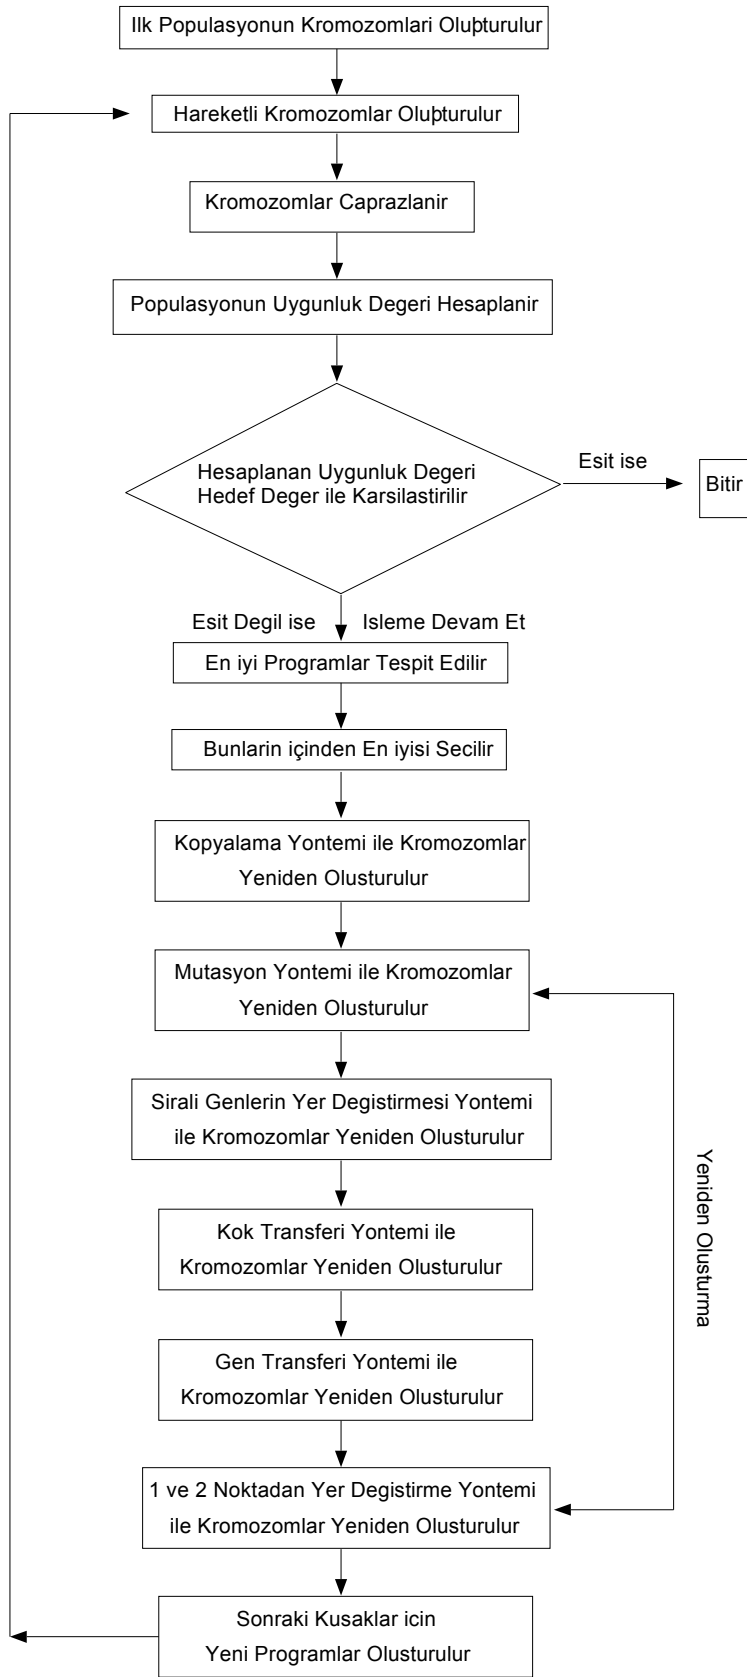 Ilk Populasyonun Kromozomlari Oluþturulur
Hareketli Kromozomlar Oluþturulur
Kromozomlar Caprazlanir
Populasyonun Uygunluk Degeri Hesaplanir
Hesaplanan Uygunluk Degeri
Hedef Deger ile Karsilastirilir
Esit ise
Bitir
Esit Degil ise
Isleme Devam Et
En iyi Programlar Tespit Edilir
Bunlarin içinden En iyisi Secilir
Kopyalama Yontemi ile Kromozomlar
Yeniden Olusturulur
Mutasyon Yontemi ile Kromozomlar
Yeniden Olusturulur
Sirali Genlerin Yer Degistirmesi Yontemi
ile Kromozomlar Yeniden Olusturulur
Kok Transferi Yontemi ile
Kromozomlar Yeniden Olusturulur
Gen Transferi Yontemi ile
Kromozomlar Yeniden Olusturulur
1 ve 2 Noktadan Yer Degistirme Yontemi
ile Kromozomlar Yeniden Olusturulur
Yeniden Olusturma
Sonraki Kusaklar icin
Yeni Programlar Olusturulur